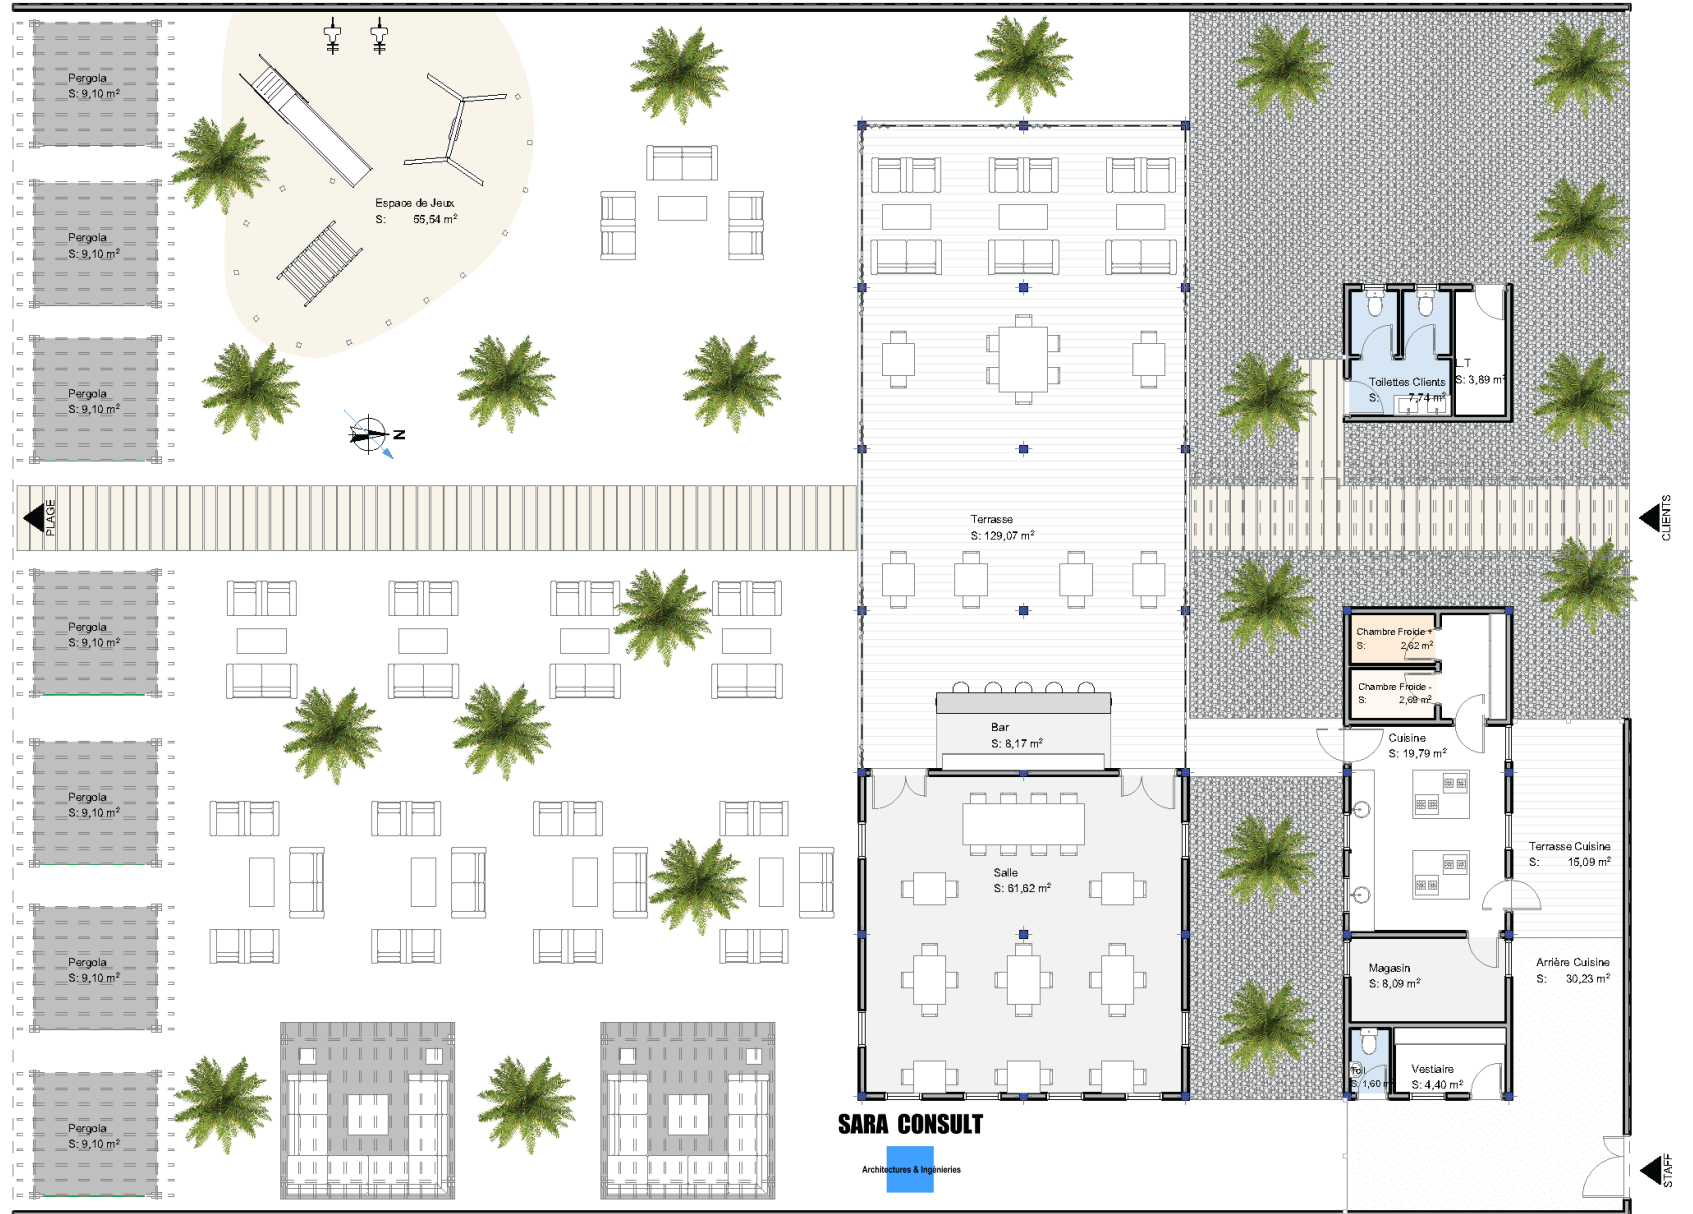 Pergola
S: 9,10 m²
Pergola
S: 9,10 m²
Pergola
S: 9,10 m²
Espace de Jeux
S: 55,54 m²
N
PLAGE
Toilettes Clients
S: 7,74 m²
L.T
S: 3,89 m²
Terrasse
S: 129,07 m²
CLIENTS
Pergola
S: 9,10 m²
Pergola
S: 9,10 m²
Pergola
S: 9,10 m²
Pergola
S: 9,10 m²
Chambre Froide +
S: 2,62 m²
Chambre Froide -
S: 2,69 m²
Bar
S: 8,17 m²
Cuisine
S: 19,79 m²
Salle
S: 61,62 m²
Terrasse Cuisine
S: 15,09 m²
Magasin
S: 8,09 m²
Arrière Cuisine
S: 30,23 m²
Toil
S: 1,60 m²
Vestiaire
S: 4,40 m²
SARA CONSULT
Architectures & Ingénieries
STAFF